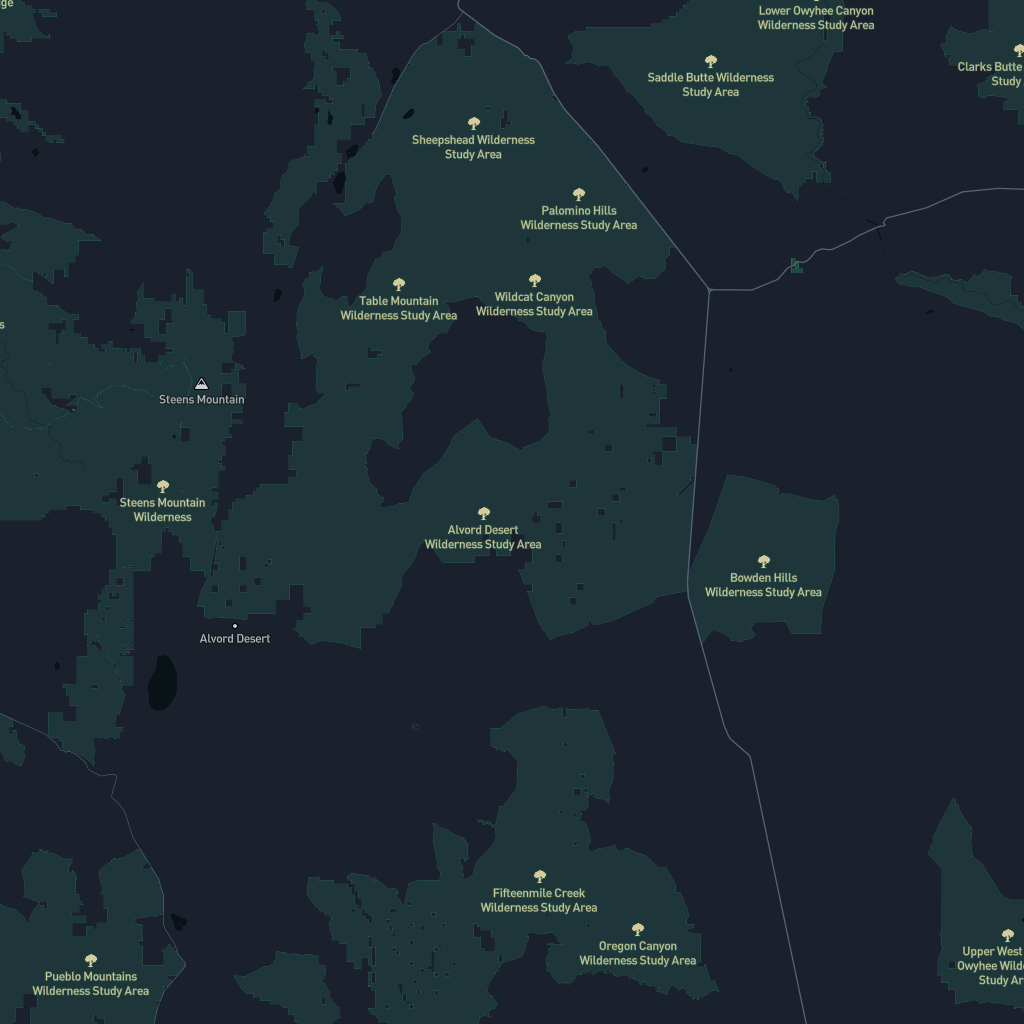 ge
Lower Owyhee Canyon
Wilderness Study Area
Saddle Butte Wilderness
Study Area
Clarks Butte
Study
Sheepshead Wilderness
Study Area
Palomino Hills
Wilderness Study Area
Table Mountain
Wilderness Study Area
Wildcat Canyon
Wilderness Study Area
s
Steens Mountain
Steens Mountain
Wilderness
Alvord Desert
Wilderness Study Area
Bowden Hills
Wilderness Study Area
Alvord Desert
Fifteenmile Creek
Wilderness Study Area
Oregon Canyon
Wilderness Study Area
Upper West
Owyhee Wilde
Study Ar
Pueblo Mountains
Wilderness Study Area